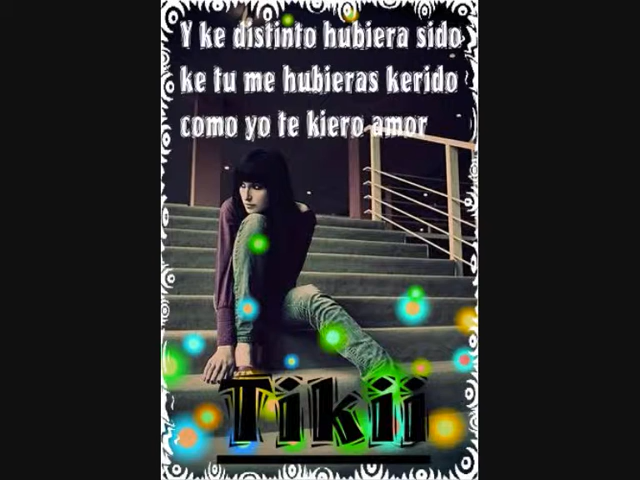 Y ke distinto hubiera sido
ke tu me hubieras kerido
como yo te kiero amor
Tikii